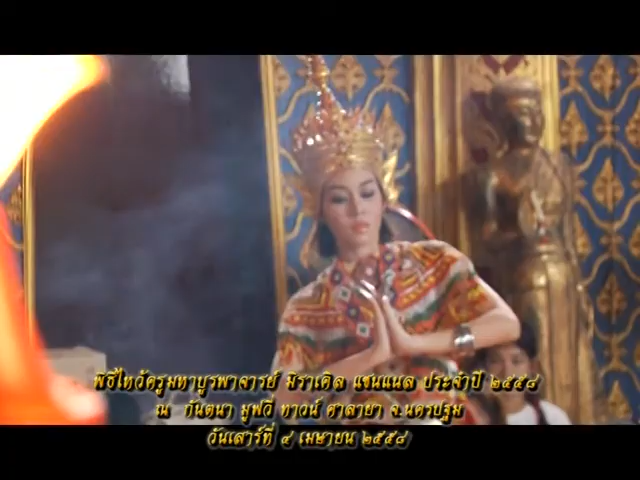 พิธีไหว้ครูมหาบูรพาจารย์ มิราเคิล แชนแนล ประจำปี ๒๕๕๘
ณ กันตนา มูฟวี่ ทาวน์ ศาลายา จ.นครปฐม
วันเสาร์ที่ ๔ เมษายน ๒๕๕๘